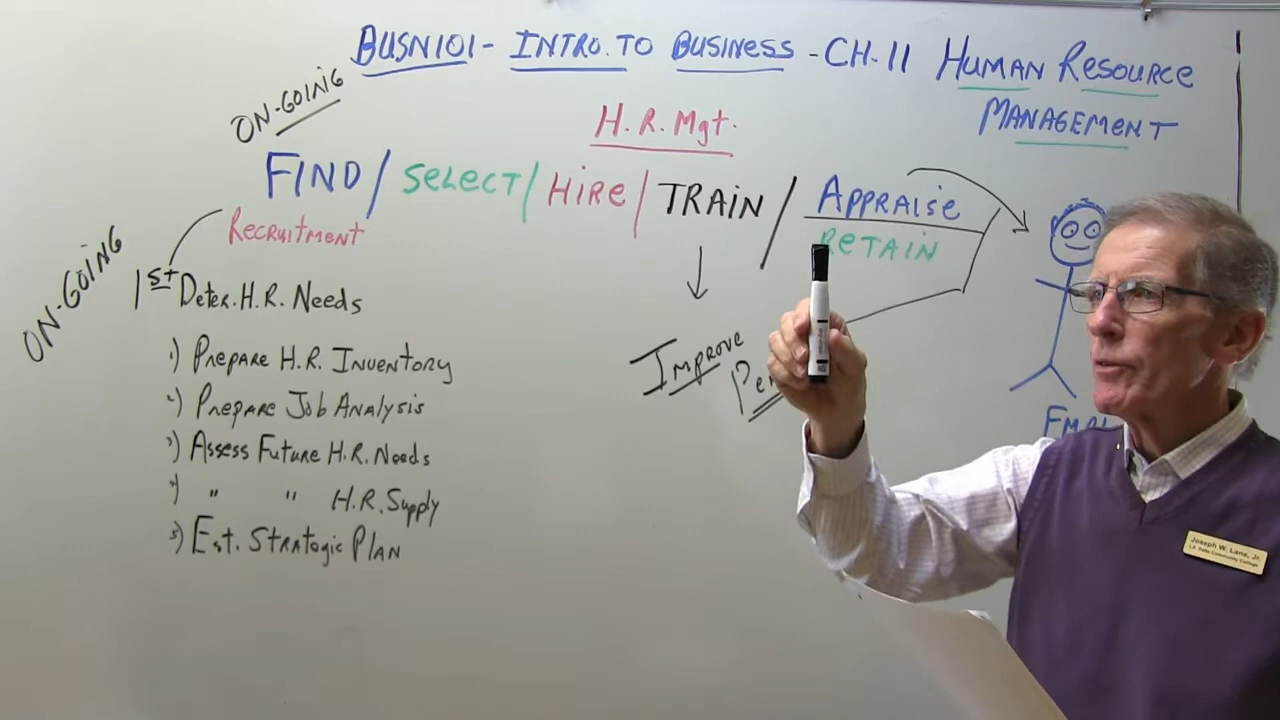 BUSN101 - INTRO. TO BUSINESS - CH. 11 HUMAN RESOURCE
MANAGEMENT
ON-GOING
H.R. Mgt.
FIND / SELECT / HIRE / TRAIN / APPRAISE
RECRUITMENT
RETAIN
ON-GOING
1st DETER. H.R. NEEDS
1) PREPARE H.R. INVENTORY
2) PREPARE JOB ANALYSIS
3) ASSESS FUTURE H.R. NEEDS
4) " " H.R. SUPPLY
5) EST. STRATEGIC PLAN
IMPROVE
Joseph W. Lane, Jr.